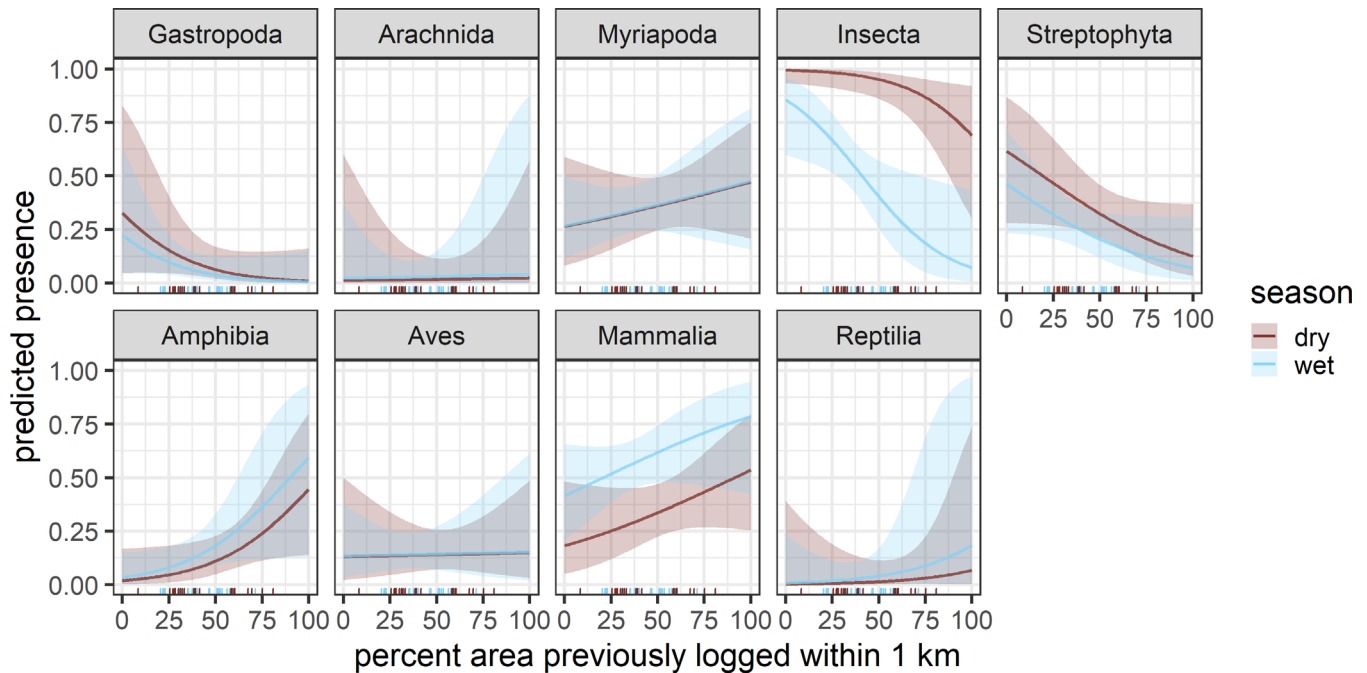 Gastropoda Arachnida Myriapoda Insecta Streptophyta
1.00
0.75
0.50
0.25
0.00
0 25 50 75 100
Amphibia Aves Mammalia Reptilia
1.00
0.75
0.50
0.25
0.00
0 25 50 75 100 0 25 50 75 100 0 25 50 75 100 0 25 50 75 100
percent area previously logged within 1 km
predicted presence
season
dry
wet